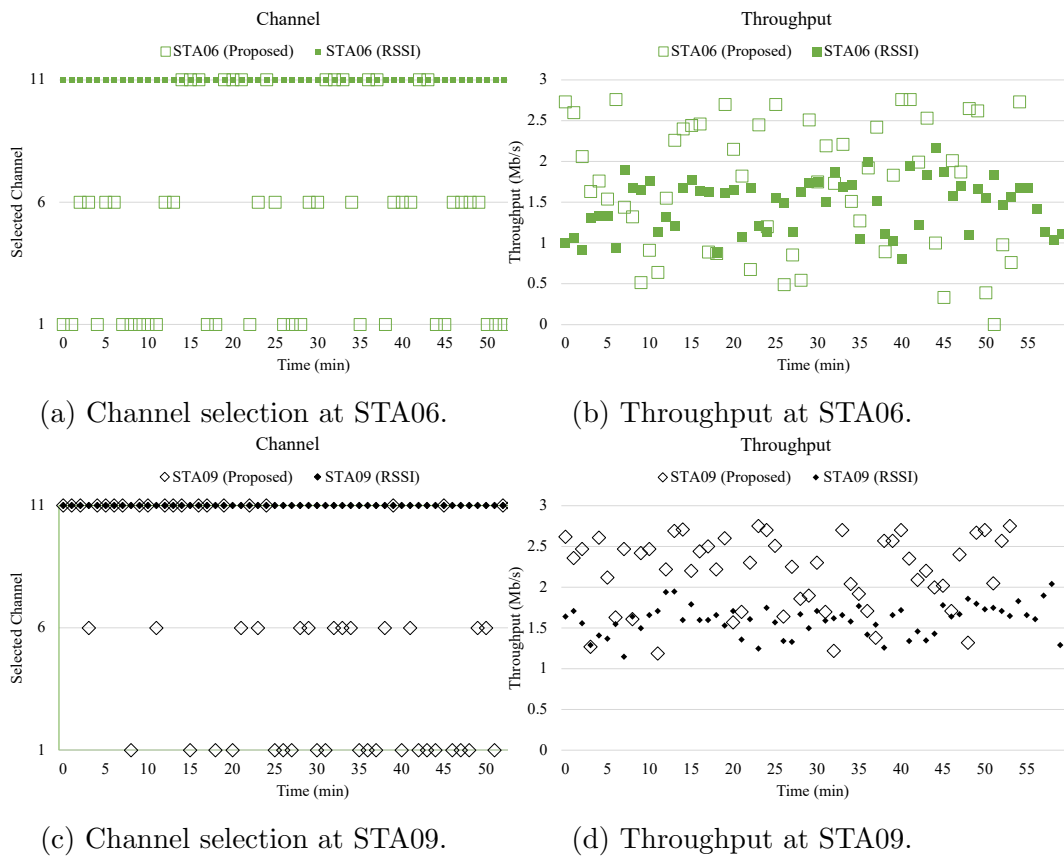 Channel
STA06 (Proposed) STA06 (RSSI)
11
6
1
Selected Channel
0 5 10 15 20 25 30 35 40 45 50
Time (min)
(a) Channel selection at STA06.
Throughput
STA06 (Proposed) STA06 (RSSI)
3
2.5
2
1.5
1
0.5
0
Throughput (Mb/s)
0 5 10 15 20 25 30 35 40 45 50 55
Time (min)
(b) Throughput at STA06.
Channel
STA09 (Proposed) STA09 (RSSI)
11
6
1
Selected Channel
0 5 10 15 20 25 30 35 40 45 50
Time (min)
(c) Channel selection at STA09.
Throughput
STA09 (Proposed) STA09 (RSSI)
3
2.5
2
1.5
1
0.5
0
Throughput (Mb/s)
0 5 10 15 20 25 30 35 40 45 50 55
Time (min)
(d) Throughput at STA09.